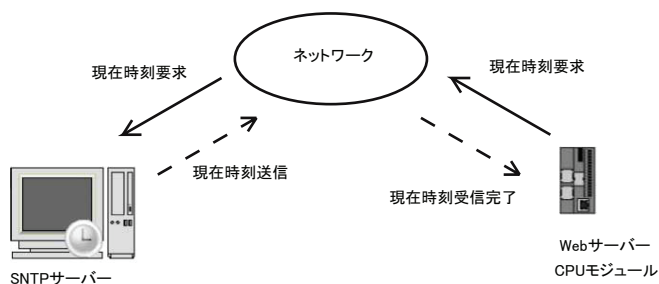 ネットワーク
現在時刻要求
現在時刻要求
現在時刻送信
現在時刻受信完了
Webサーバー
CPUモジュール
SNTPサーバー